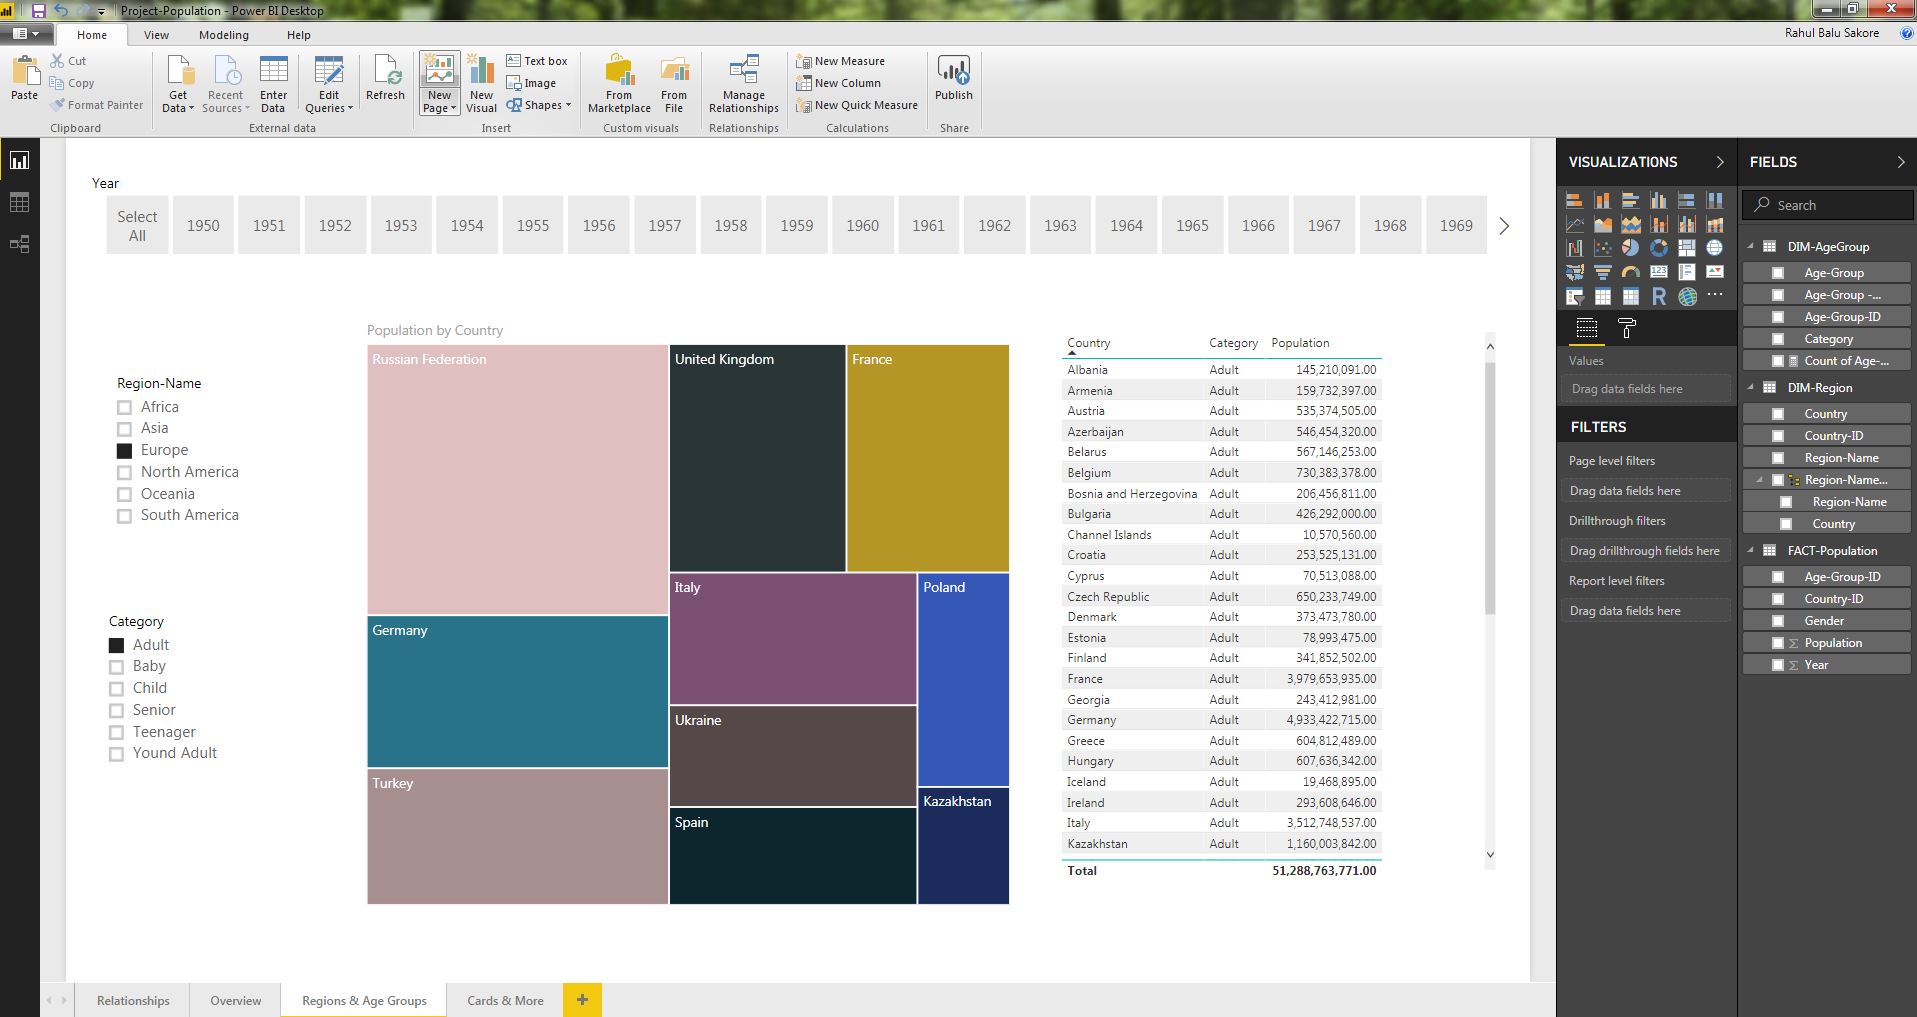 Project-Population - Power BI Desktop
Home View Modeling Help
Rahul Balu Sakore
Paste
Cut
Copy
Format Painter
Clipboard
Get Data
Recent Sources
Enter Data
External data
Edit Queries
Refresh
New Page
New Visual
Text box
Image
Shapes
Insert
From Marketplace
From File
Custom visuals
Manage Relationships
Relationships
New Measure
New Column
New Quick Measure
Calculations
Publish
Share
Year
Select All 1950 1951 1952 1953 1954 1955 1956 1957 1958 1959 1960 1961 1962 1963 1964 1965 1966 1967 1968 1969
Region-Name
Africa
Asia
Europe
North America
Oceania
South America
Category
Adult
Baby
Child
Senior
Teenager
Yound Adult
Population by Country
Russian Federation
United Kingdom
France
Germany
Italy
Poland
Turkey
Ukraine
Spain
Kazakhstan
Country Category Population
Albania Adult 145,210,091.00
Armenia Adult 159,732,397.00
Austria Adult 535,374,505.00
Azerbaijan Adult 546,454,320.00
Belarus Adult 567,146,253.00
Belgium Adult 730,383,378.00
Bosnia and Herzegovina Adult 206,456,811.00
Bulgaria Adult 426,292,000.00
Channel Islands Adult 10,570,560.00
Croatia Adult 253,525,131.00
Cyprus Adult 70,513,088.00
Czech Republic Adult 650,233,749.00
Denmark Adult 373,473,780.00
Estonia Adult 78,993,475.00
Finland Adult 341,852,502.00
France Adult 3,979,653,935.00
Georgia Adult 243,412,981.00
Germany Adult 4,933,422,715.00
Greece Adult 604,812,489.00
Hungary Adult 607,636,342.00
Iceland Adult 19,468,895.00
Ireland Adult 293,608,646.00
Italy Adult 3,512,748,537.00
Kazakhstan Adult 1,160,003,842.00
Total 51,288,763,771.00
VISUALIZATIONS
123
R
Values
Drag data fields here
FILTERS
Page level filters
Drag data fields here
Drillthrough filters
Drag drillthrough fields here
Report level filters
Drag data fields here
FIELDS
Search
DIM-AgeGroup
Age-Group
Age-Group -...
Age-Group-ID
Category
Count of Age-...
DIM-Region
Country
Country-ID
Region-Name
Region-Name...
Region-Name
Country
FACT-Population
Age-Group-ID
Country-ID
Gender
Σ Population
Σ Year
Relationships Overview Regions & Age Groups Cards & More +